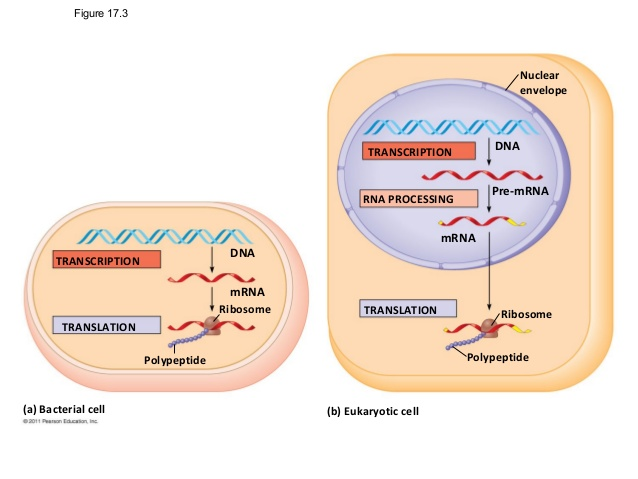 Figure 17.3
DNA
TRANSCRIPTION
mRNA
Ribosome
TRANSLATION
Polypeptide
(a) Bacterial cell
© 2011 Pearson Education, Inc.
Nuclear
envelope
DNA
TRANSCRIPTION
Pre-mRNA
RNA PROCESSING
mRNA
TRANSLATION
Ribosome
Polypeptide
(b) Eukaryotic cell